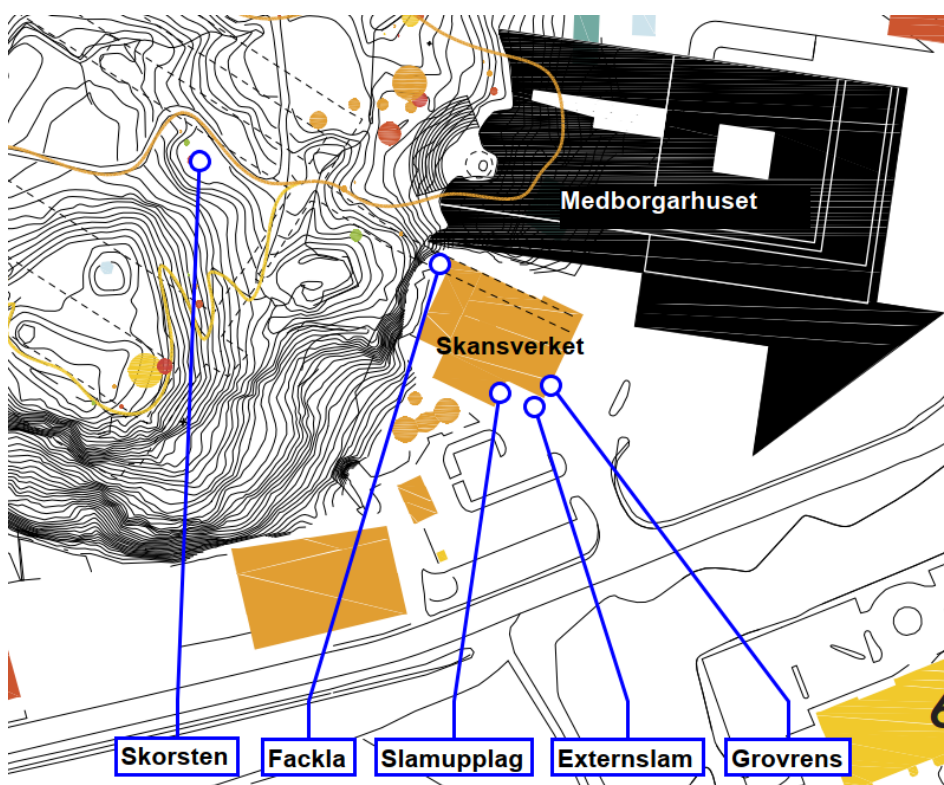 Medborgarhuset
Skansverket
Skorsten
Fackla
Slamupplag
Externslam
Grovrens